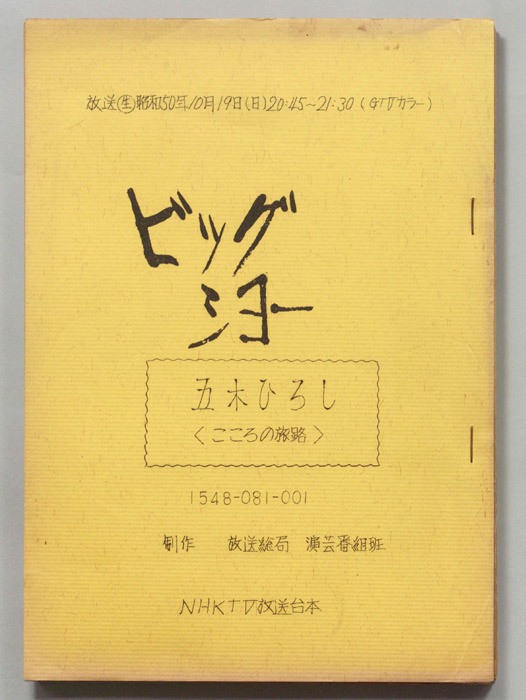 放送㊤昭和50年10月19日(日)20:45~21:30(GTVカラー)
ビッグ
ショー
五木ひろし
〈こころの旅路〉
1548-081-001
制作 放送総局 演芸番組班
NHKTV放送台本